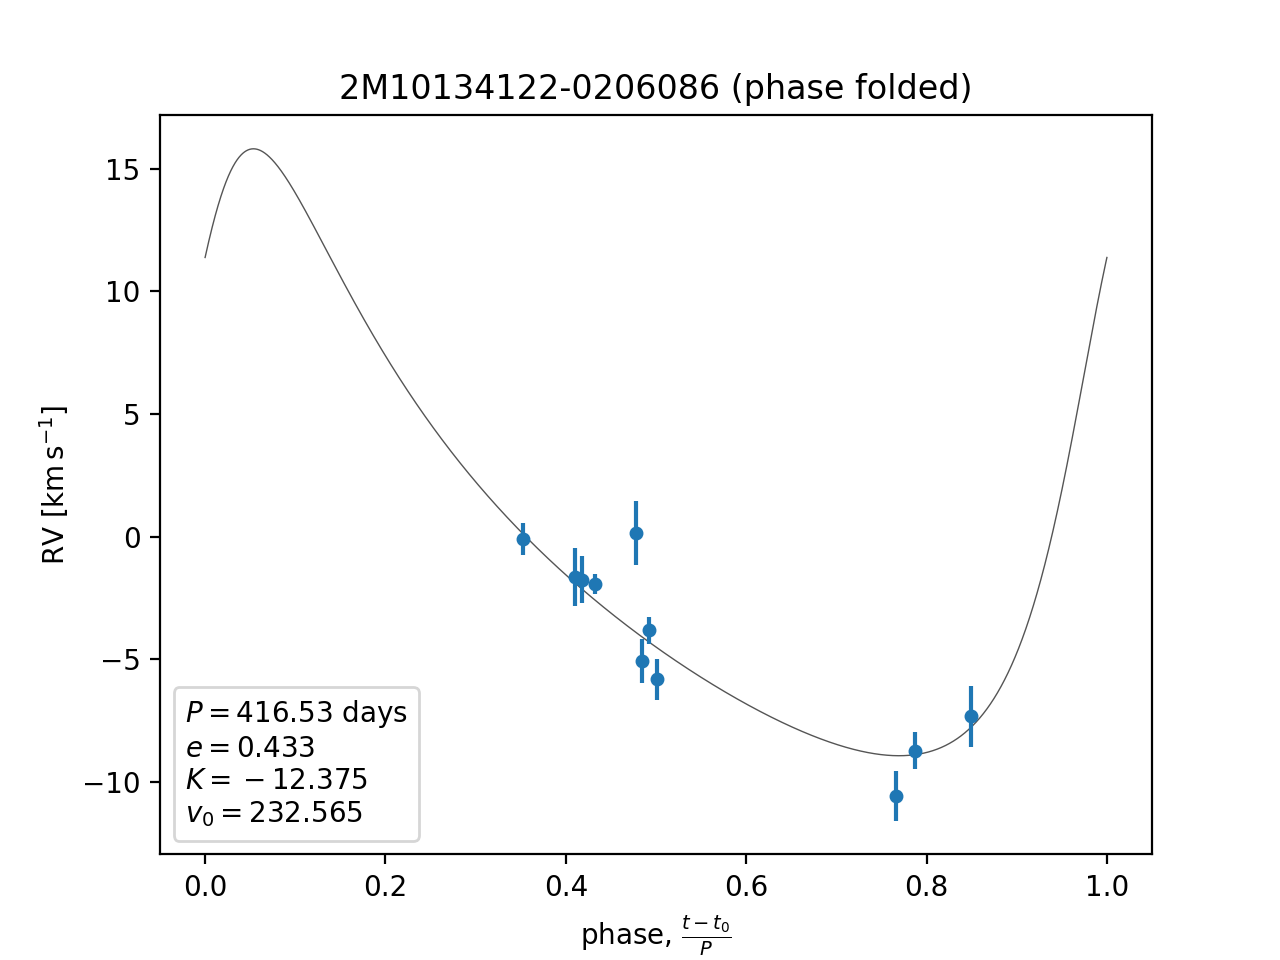 2M10134122-0206086 (phase folded)
RV [km s⁻¹]
15
10
5
0
−5
−10
P = 416.53 days
e = 0.433
K = −12.375
v₀ = 232.565
0.0 0.2 0.4 0.6 0.8 1.0
phase, (t − t₀)/P